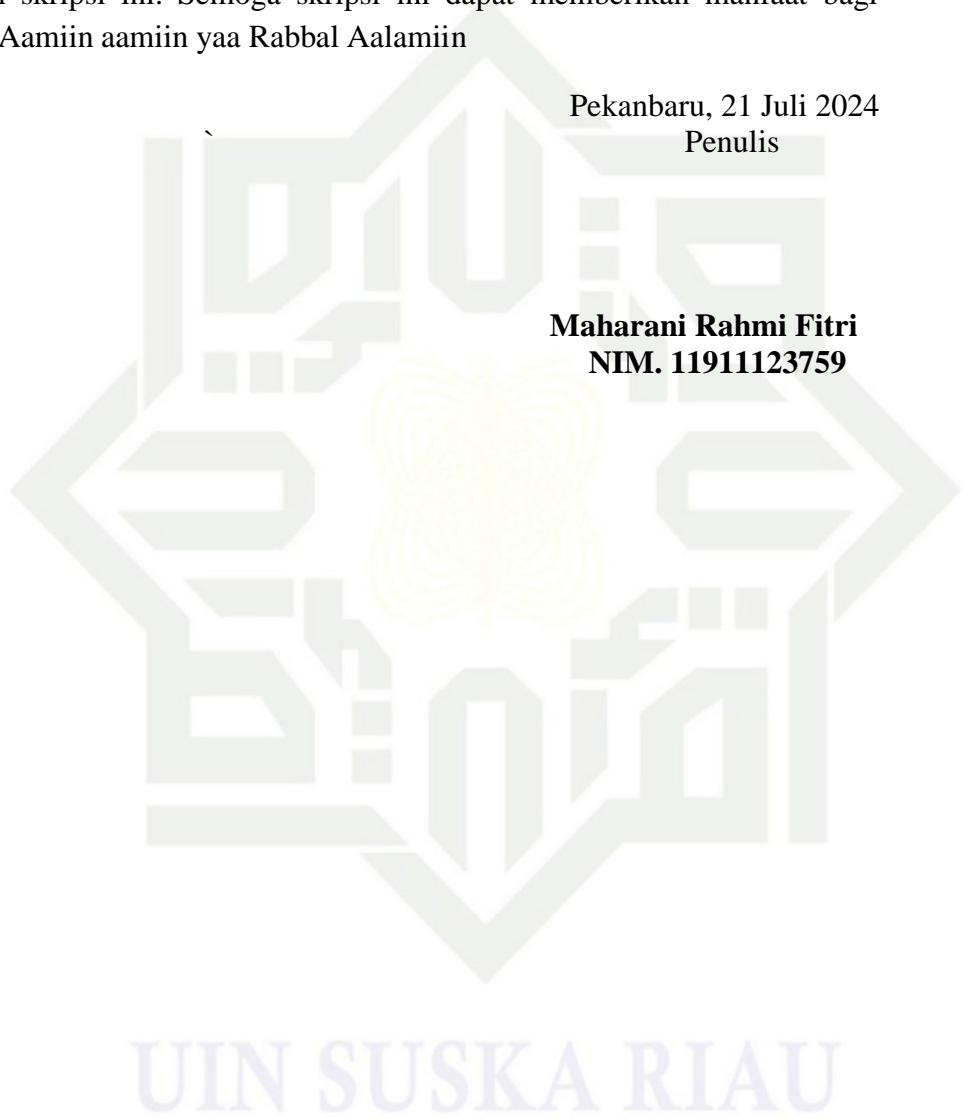 skripsi ini. Semoga skripsi ini dapat memberikan manfaat bagi
Aamiin aamiin yaa Rabbal Aalamiin
Pekanbaru, 21 Juli 2024
`
Penulis
Maharani Rahmi Fitri
NIM. 11911123759
UIN SUSKA RIAU